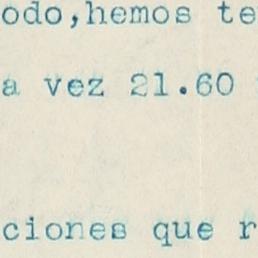 odo,hemos te
a vez 21.60
ciones que r